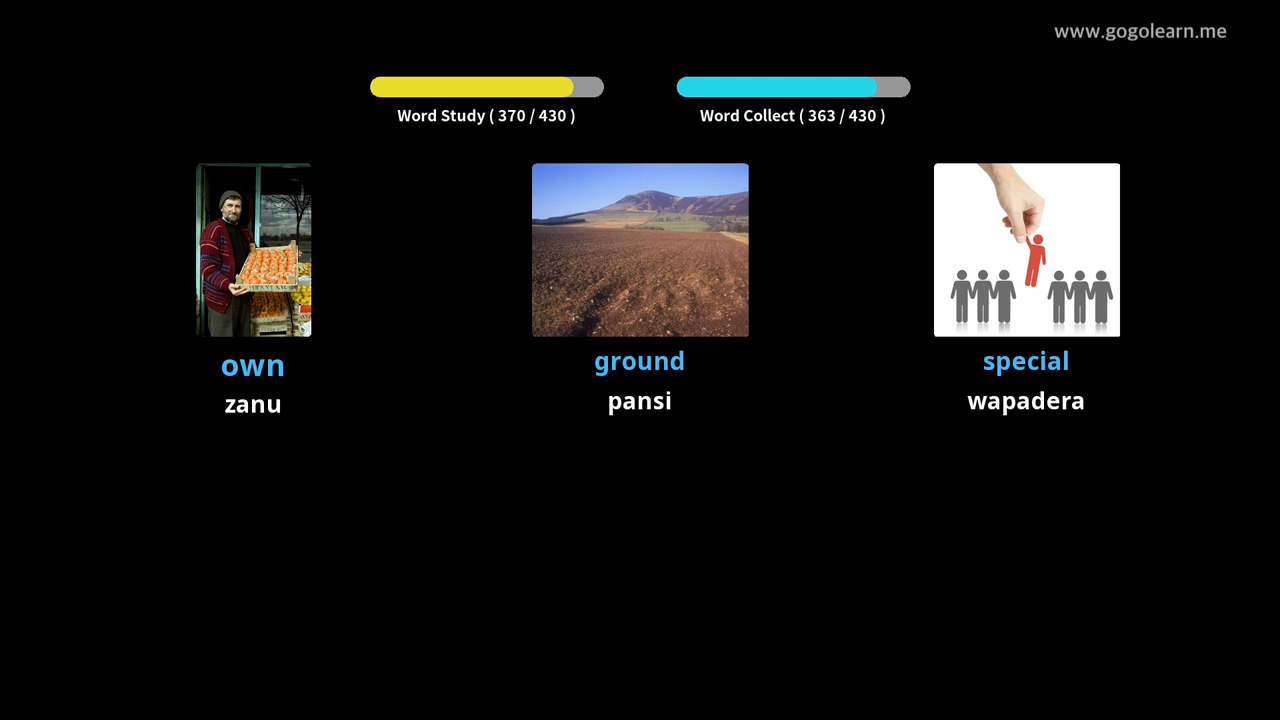 www.gogolearn.me
Word Study ( 370 / 430 )
Word Collect ( 363 / 430 )
own
zanu
ground
pansi
special
wapadera